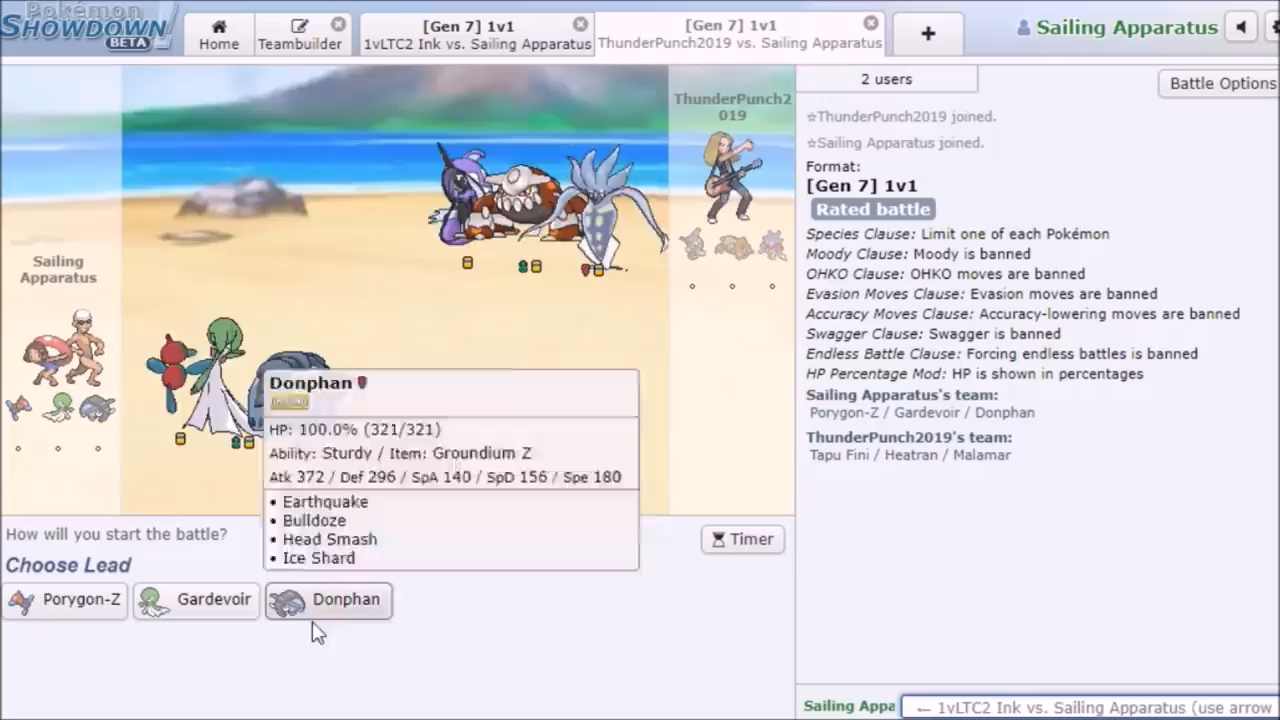 Pokémon
SHOWDOWN
BETA
Home
Teambuilder
[Gen 7] 1v1
1vLTC2 Ink vs. Sailing Apparatus
[Gen 7] 1v1
ThunderPunch2019 vs. Sailing Apparatus
+
Sailing Apparatus
ThunderPunch2
019
Sailing
Apparatus
Donphan
HP: 100.0% (321/321)
Ability: Sturdy / Item: Groundium Z
Atk 372 / Def 296 / SpA 140 / SpD 156 / Spe 180
• Earthquake
• Bulldoze
• Head Smash
• Ice Shard
How will you start the battle?
Timer
Choose Lead
Porygon-Z
Gardevoir
Donphan
2 users
Battle Options
☆ThunderPunch2019 joined.
☆Sailing Apparatus joined.
Format:
[Gen 7] 1v1
Rated battle
Species Clause: Limit one of each Pokémon
Moody Clause: Moody is banned
OHKO Clause: OHKO moves are banned
Evasion Moves Clause: Evasion moves are banned
Accuracy Moves Clause: Accuracy-lowering moves are banned
Swagger Clause: Swagger is banned
Endless Battle Clause: Forcing endless battles is banned
HP Percentage Mod: HP is shown in percentages
Sailing Apparatus's team:
Porygon-Z / Gardevoir / Donphan
ThunderPunch2019's team:
Tapu Fini / Heatran / Malamar
Sailing Appa
← 1vLTC2 Ink vs. Sailing Apparatus (use arrow